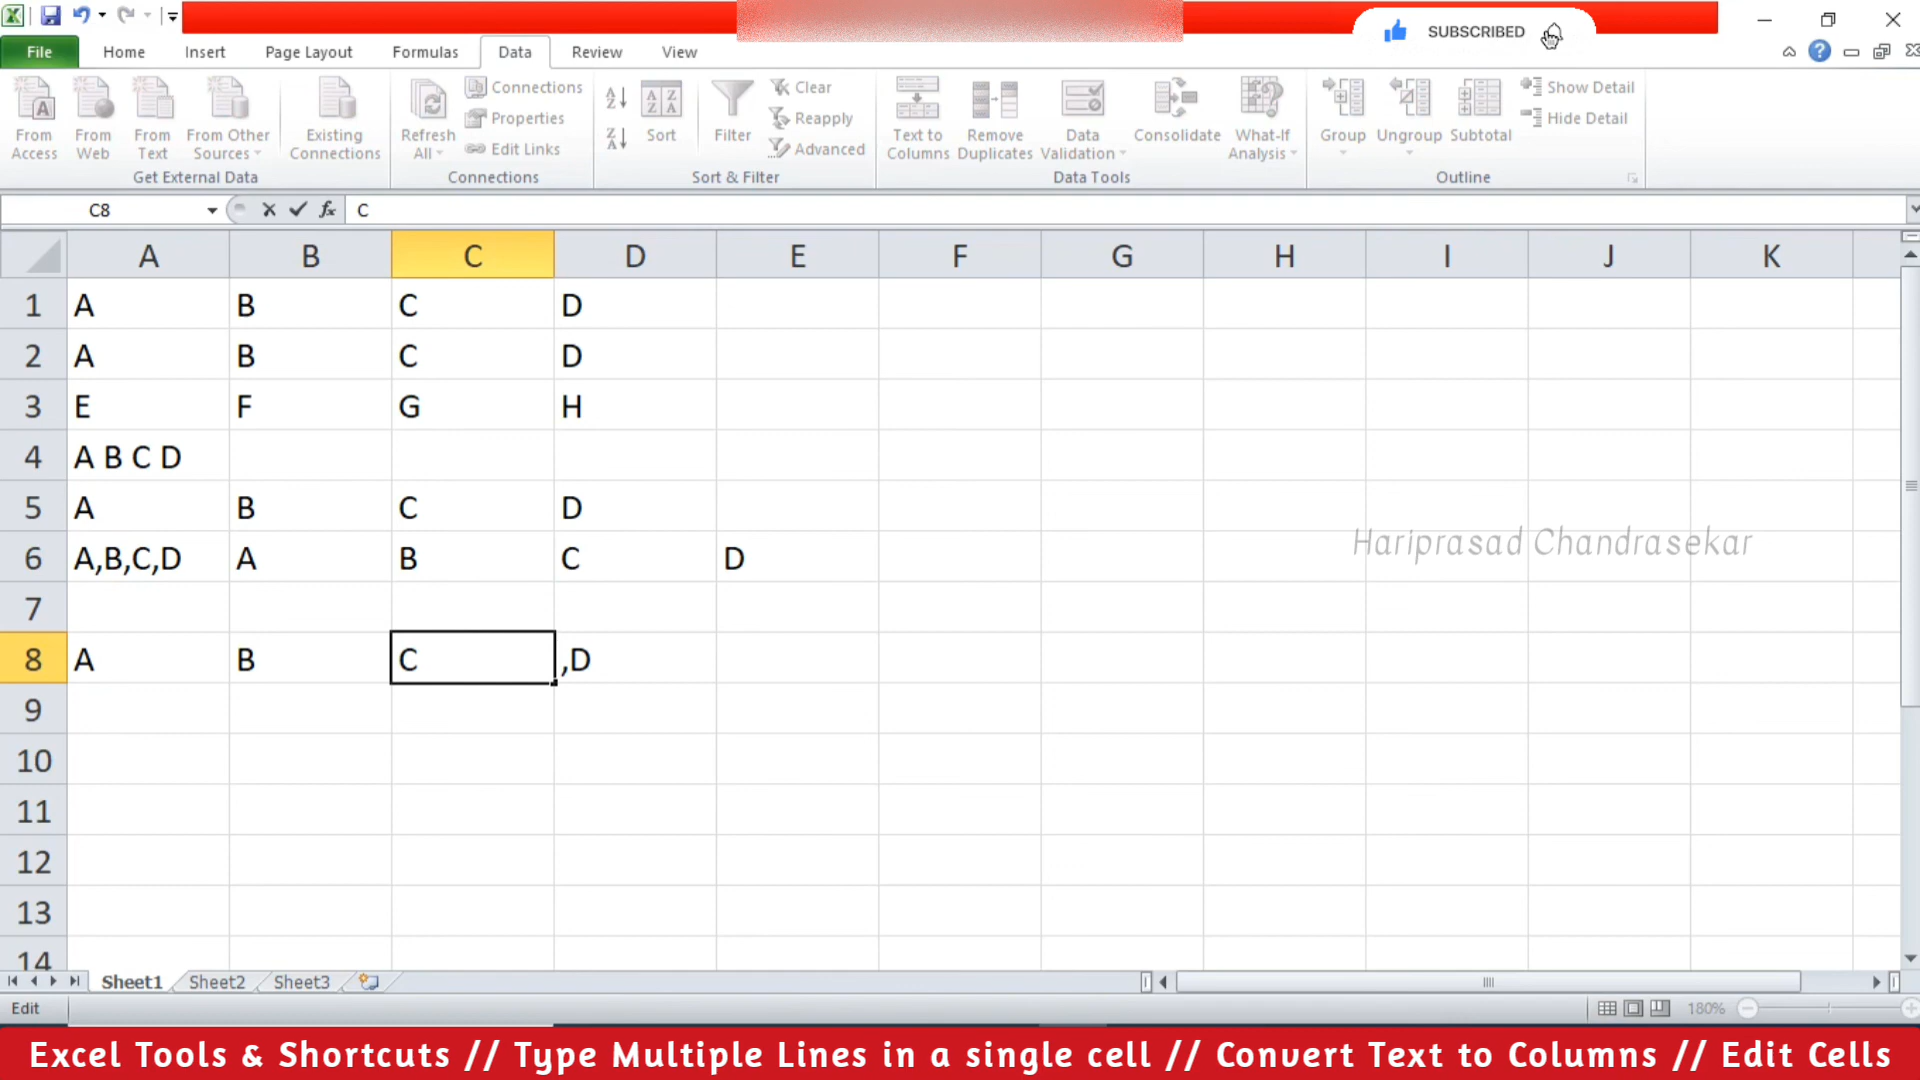 SUBSCRIBED
File Home Insert Page Layout Formulas Data Review View
From Access From Web From Text From Other Sources Existing Connections Refresh All Connections Properties Edit Links Sort Filter Clear Reapply Advanced Text to Columns Remove Duplicates Data Validation Consolidate What-If Analysis Group Ungroup Subtotal Show Detail Hide Detail
Get External Data Connections Sort & Filter Data Tools Outline
C8 fx C
A B C D E F G H I J K
1 A B C D
2 A B C D
3 E F G H
4 A B C D
5 A B C D
Hariprasad Chandrasekar
6 A,B,C,D A B C D
7
8 A B C ,D
9
10
11
12
13
14
Sheet1 Sheet2 Sheet3
Edit 180%
Excel Tools & Shortcuts // Type Multiple Lines in a single cell // Convert Text to Columns // Edit Cells